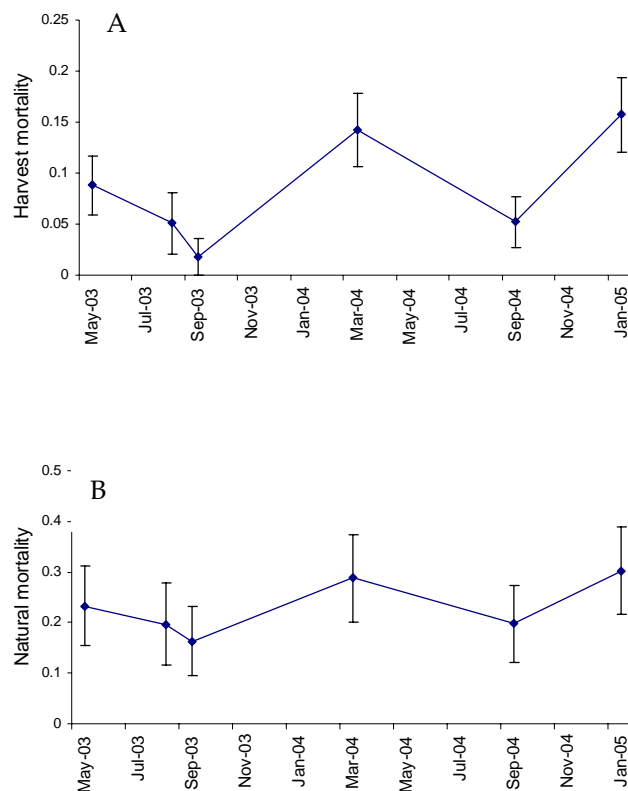 A
0.25
0.2
0.15
0.1
0.05
0
Harvest mortality
May-03
Jul-03
Sep-03
Nov-03
Jan-04
Mar-04
May-04
Jul-04
Sep-04
Nov-04
Jan-05
B
0.5
0.4
0.3
0.2
0.1
0
Natural mortality
May-03
Jul-03
Sep-03
Nov-03
Jan-04
Mar-04
May-04
Jul-04
Sep-04
Nov-04
Jan-05